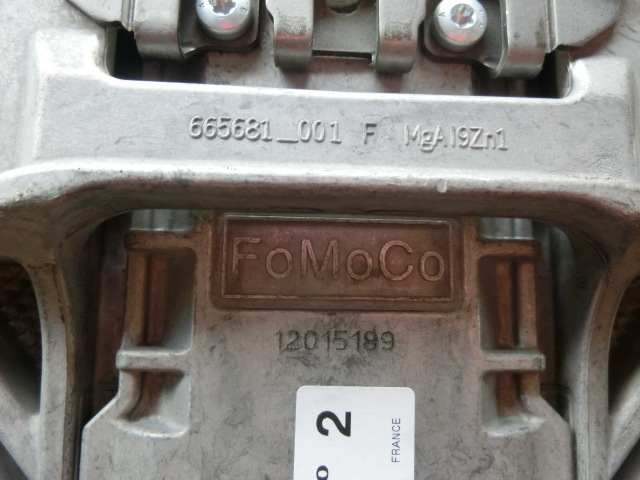 665681_001 F MgAl9Zn1
FoMoCo
12015199
2
FRANCE